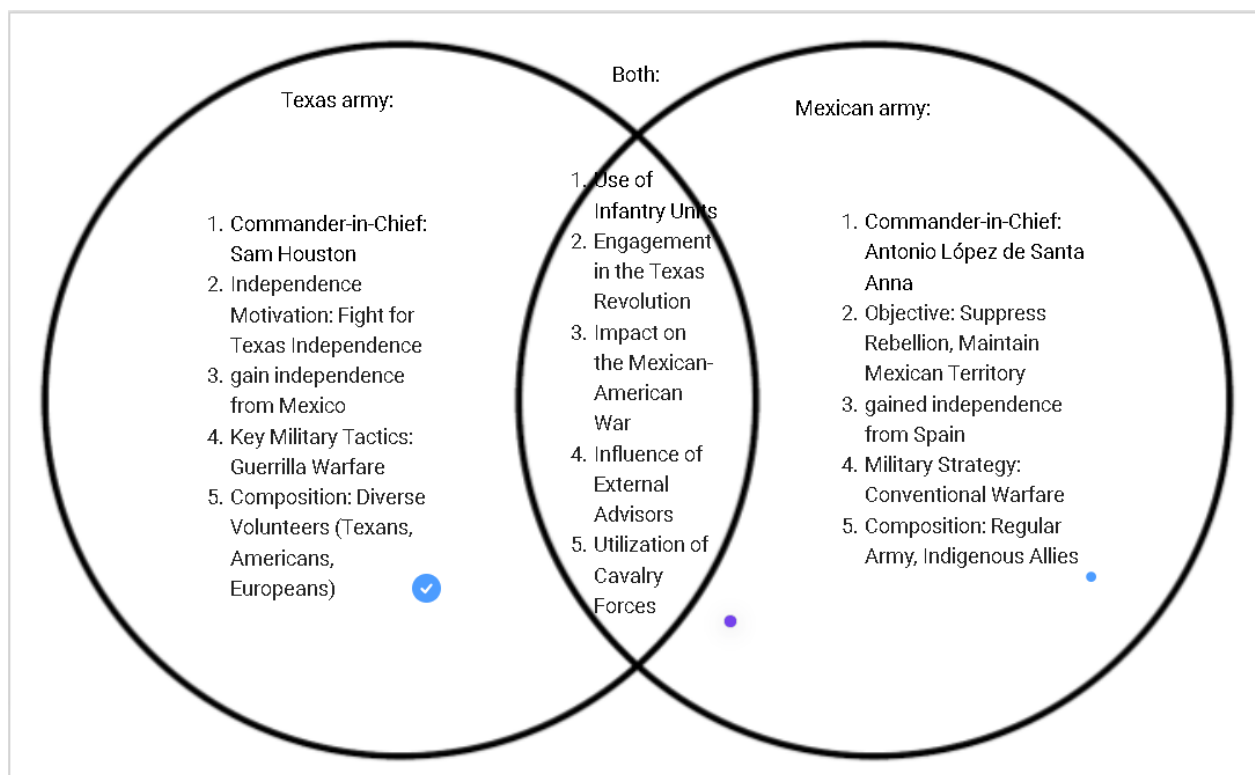 Both:
Texas army:
Mexican army:
1. Commander-in-Chief:
Sam Houston
2. Independence
Motivation: Fight for
Texas Independence
3. gain independence
from Mexico
4. Key Military Tactics:
Guerrilla Warfare
5. Composition: Diverse
Volunteers (Texans,
Americans,
Europeans)
1. Use of
Infantry Units
2. Engagement
in the Texas
Revolution
3. Impact on
the Mexican-
American
War
4. Influence of
External
Advisors
5. Utilization of
Cavalry
Forces
1. Commander-in-Chief:
Antonio López de Santa
Anna
2. Objective: Suppress
Rebellion, Maintain
Mexican Territory
3. gained independence
from Spain
4. Military Strategy:
Conventional Warfare
5. Composition: Regular
Army, Indigenous Allies